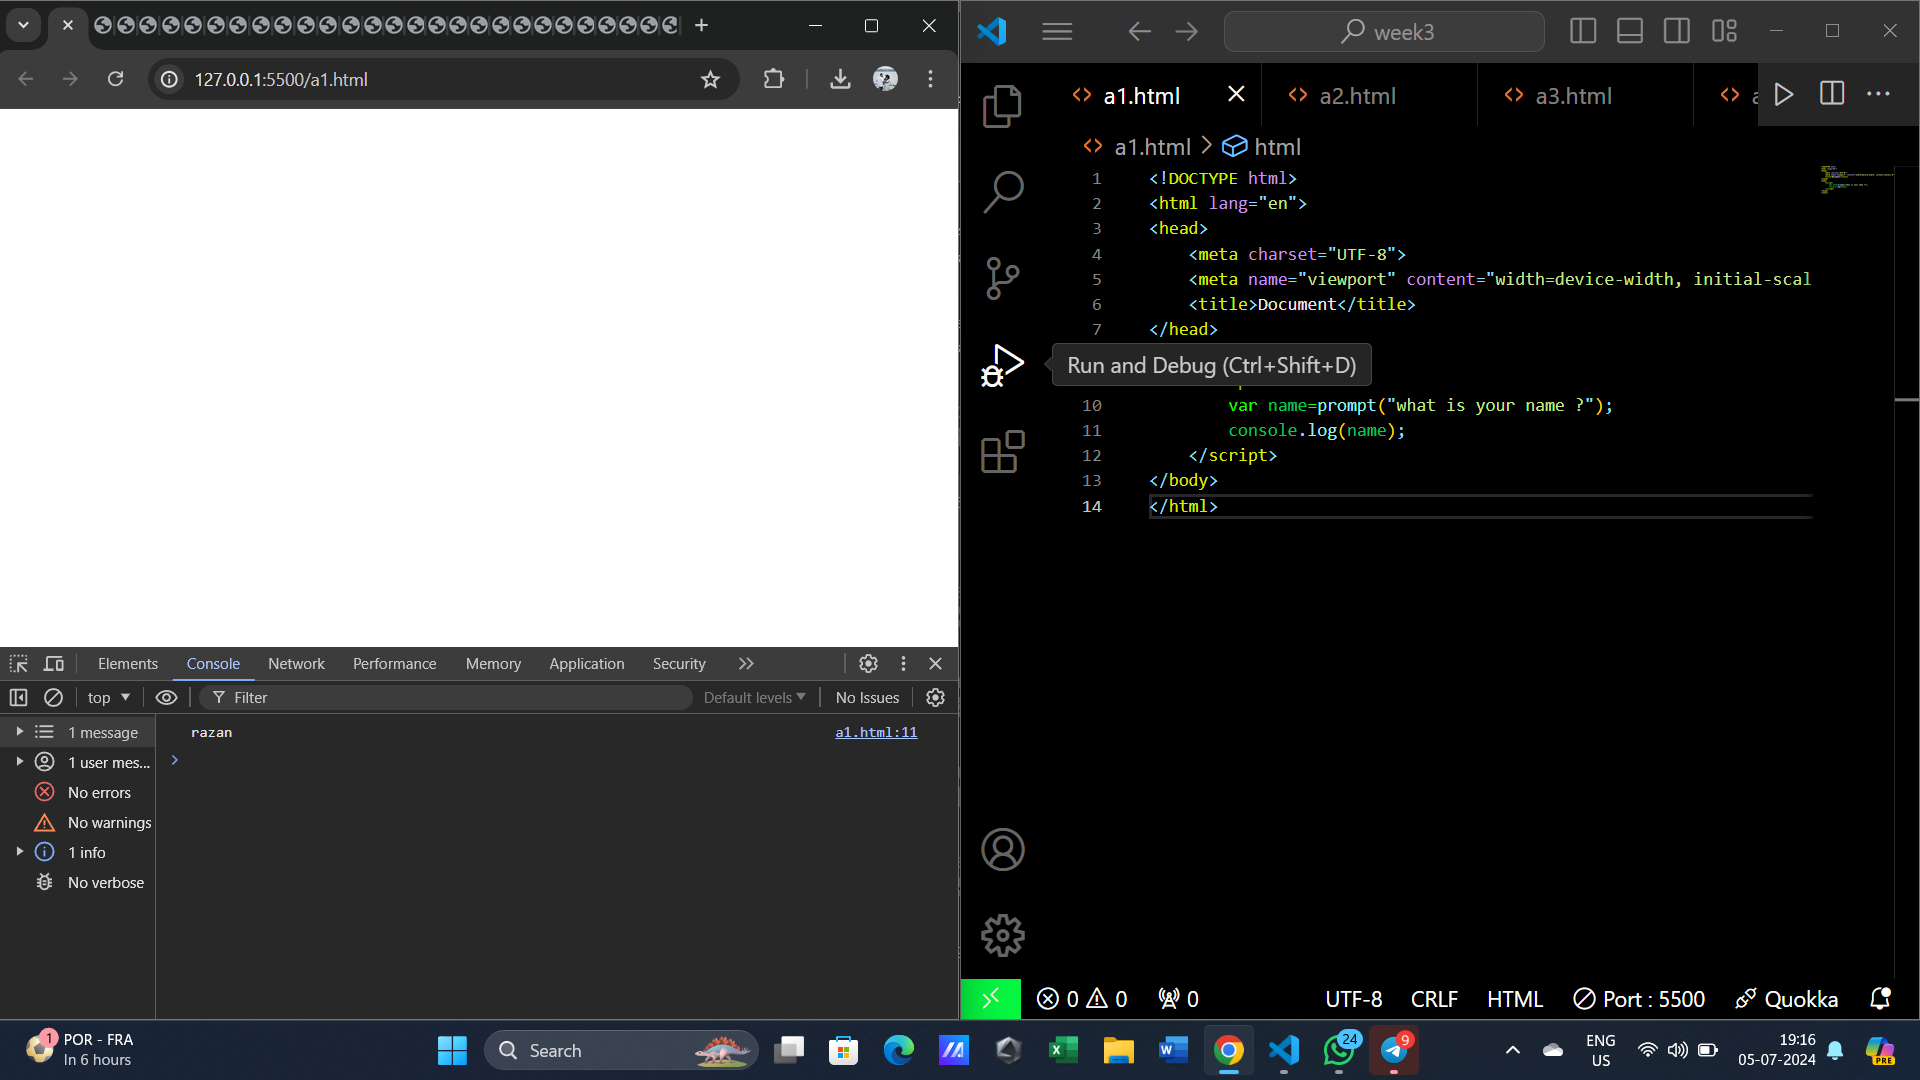 127.0.0.1:5500/a1.html
Elements Console Network Performance Memory Application Security
top Filter Default levels No Issues
1 message
1 user mes...
No errors
No warnings
1 info
No verbose
razan a1.html:11
week3
a1.html a2.html a3.html
a1.html > html
1 <!DOCTYPE html>
2 <html lang="en">
3 <head>
4 <meta charset="UTF-8">
5 <meta name="viewport" content="width=device-width, initial-scal
6 <title>Document</title>
7 </head>
Run and Debug (Ctrl+Shift+D)
10 var name=prompt("what is your name ?");
11 console.log(name);
12 </script>
13 </body>
14 </html>
0 0 0 UTF-8 CRLF HTML Port : 5500 Quokka
1 POR - FRA
In 6 hours
Search
24
9
ENG
US
19:16
05-07-2024
PRE